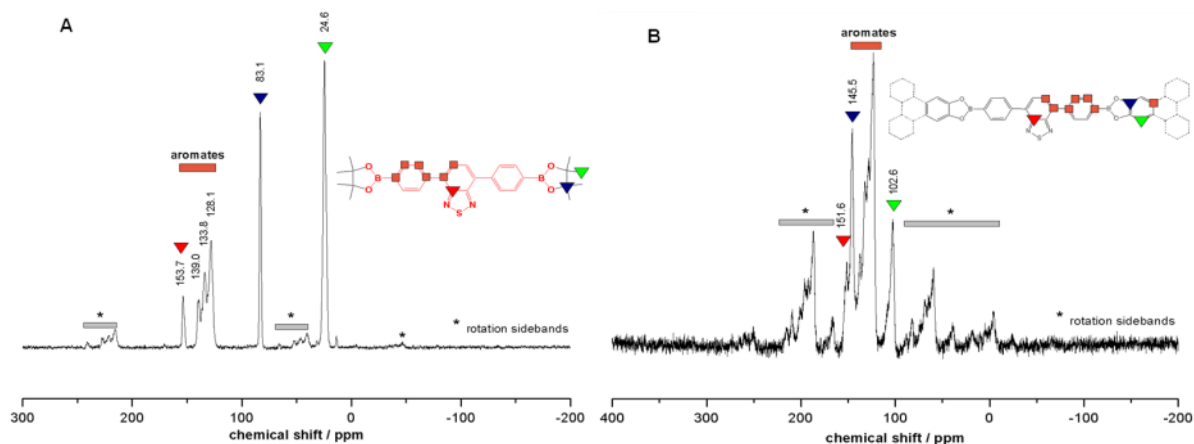 A
24.6
83.1
aromates
153.7
139.0
133.8
128.1
*
*
*
* rotation sidebands
O
B
O
O
B
O
N
S
N
300
200
100
0
-100
-200
chemical shift / ppm
B
aromates
145.5
151.6
102.6
*
*
* rotation sidebands
O
B
O
O
B
O
N
S
N
400
300
200
100
0
-100
-200
chemical shift / ppm